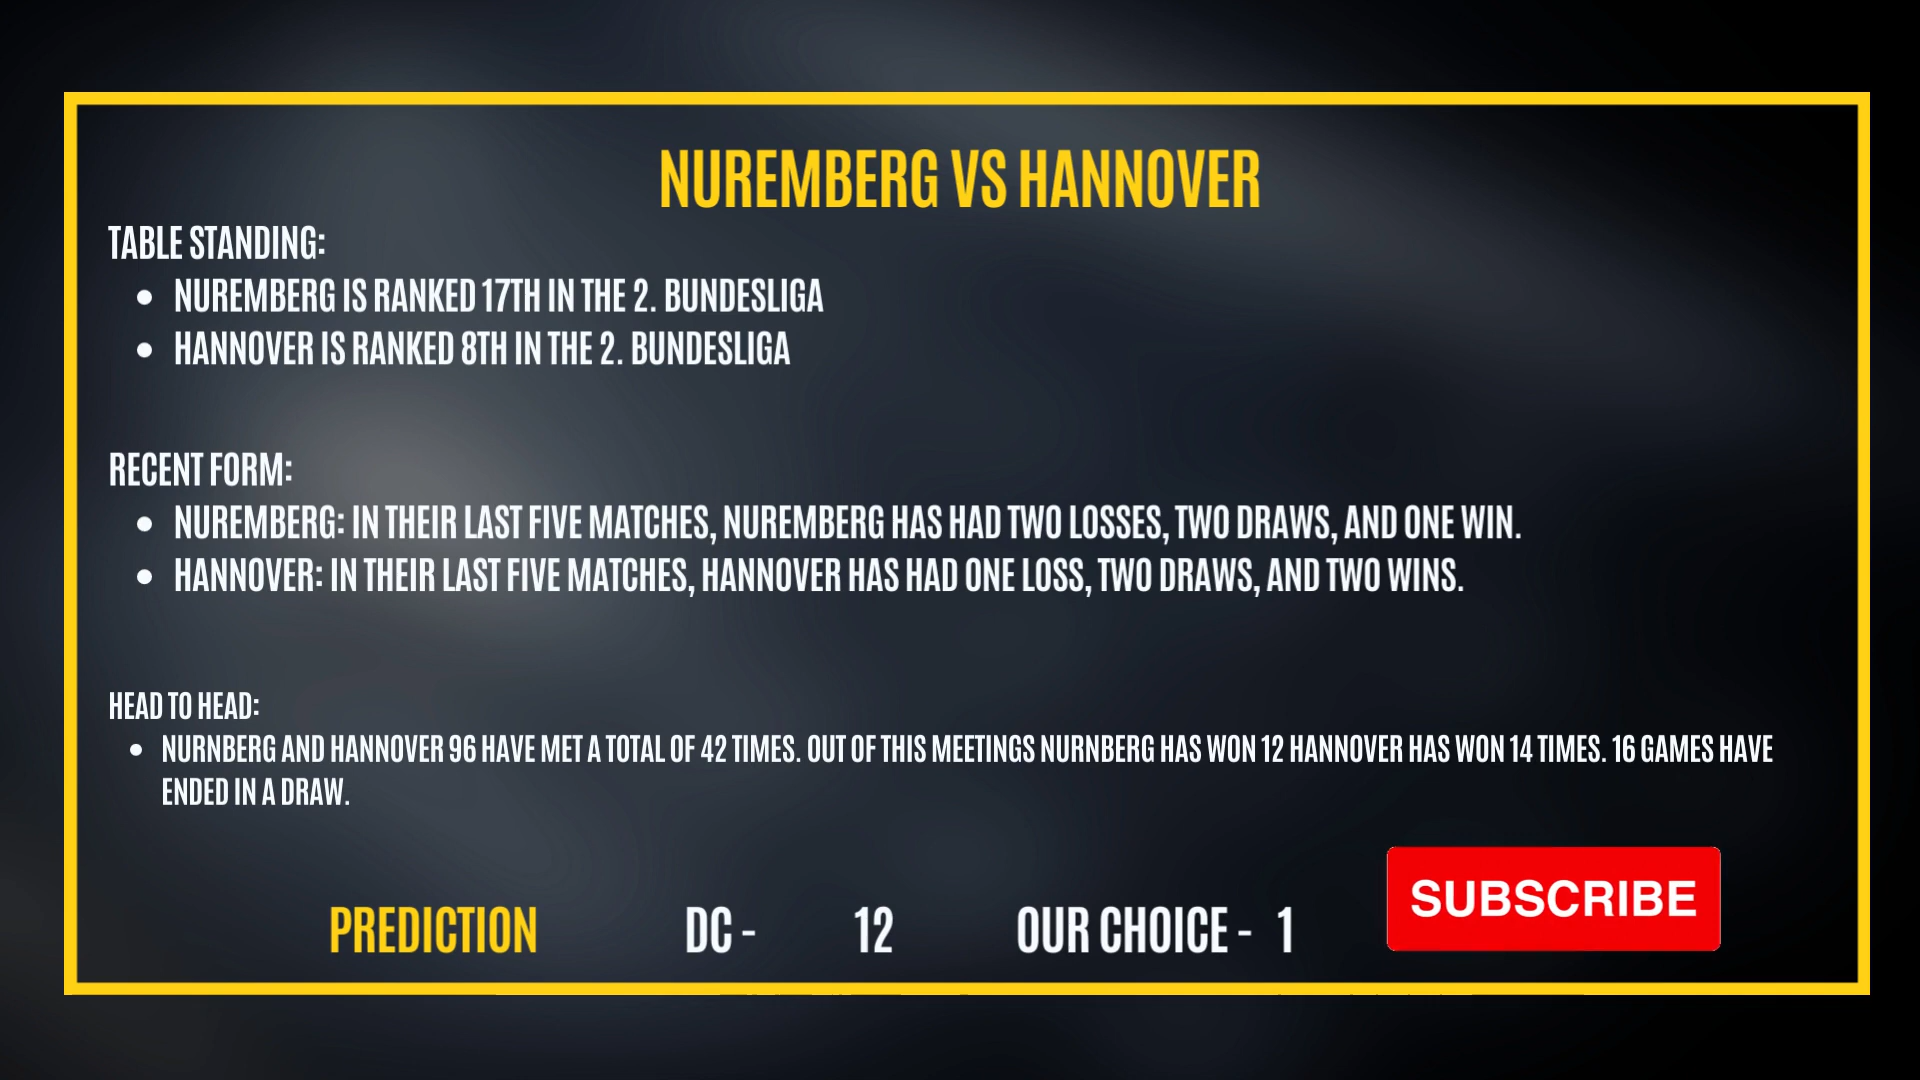 NUREMBERG VS HANNOVER
TABLE STANDING:
• NUREMBERG IS RANKED 17TH IN THE 2. BUNDESLIGA
• HANNOVER IS RANKED 8TH IN THE 2. BUNDESLIGA
RECENT FORM:
• NUREMBERG: IN THEIR LAST FIVE MATCHES, NUREMBERG HAS HAD TWO LOSSES, TWO DRAWS, AND ONE WIN.
• HANNOVER: IN THEIR LAST FIVE MATCHES, HANNOVER HAS HAD ONE LOSS, TWO DRAWS, AND TWO WINS.
HEAD TO HEAD:
• NURNBERG AND HANNOVER 96 HAVE MET A TOTAL OF 42 TIMES. OUT OF THIS MEETINGS NURNBERG HAS WON 12 HANNOVER HAS WON 14 TIMES. 16 GAMES HAVE
ENDED IN A DRAW.
PREDICTION DC - 12 OUR CHOICE - 1
SUBSCRIBE